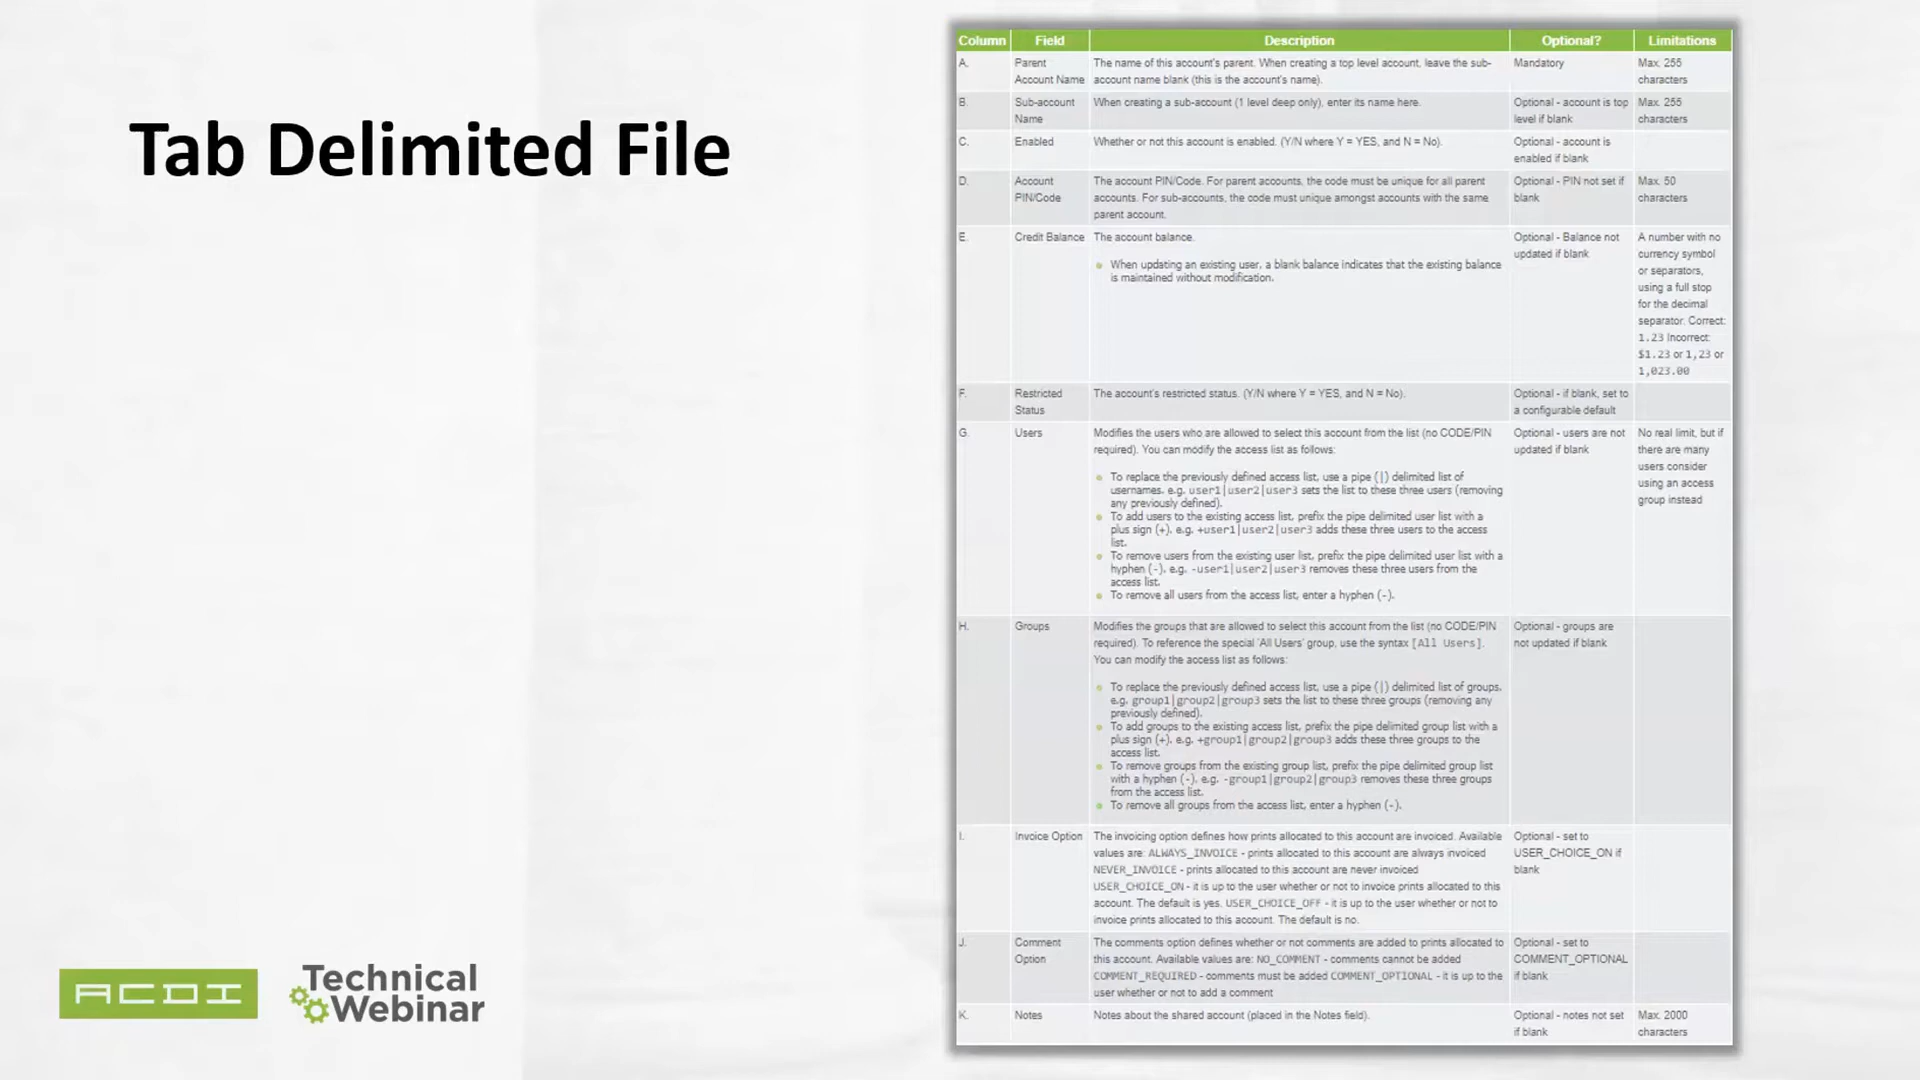 Tab Delimited File
Column Field Description Optional? Limitations
A. Parent The name of this account's parent. When creating a top level account, leave the sub- Mandatory Max. 255
Account Name account name blank (this is the account's name). characters
B. Sub-account When creating a sub-account (1 level deep only), enter its name here. Optional - account is top Max. 255
Name level if blank characters
C. Enabled Whether or not this account is enabled. (Y/N where Y = YES, and N = No). Optional - account is
enabled if blank
D. Account The account PIN/Code. For parent accounts, the code must be unique for all parent Optional - PIN not set if Max. 50
PIN/Code accounts. For sub-accounts, the code must unique amongst accounts with the same blank characters
parent account.
E. Credit Balance The account balance. Optional - Balance not A number with no
updated if blank currency symbol
When updating an existing user, a blank balance indicates that the existing balance or separators,
is maintained without modification. using a full stop
for the decimal
separator. Correct:
1.23 Incorrect:
$1.23 or 1,23 or
1,023.00
F. Restricted The account's restricted status. (Y/N where Y = YES, and N = No). Optional - if blank, set to
Status a configurable default
G. Users Modifies the users who are allowed to select this account from the list (no CODE/PIN Optional - users are not No real limit, but if
required). You can modify the access list as follows: updated if blank there are many
users consider
To replace the previously defined access list, use a pipe (|) delimited list of using an access
usernames. e.g. user1|user2|user3 sets the list to these three users (removing group instead
any previously defined).
To add users to the existing access list, prefix the pipe delimited user list with a
plus sign (+). e.g. +user1|user2|user3 adds these three users to the access
list.
To remove users from the existing user list, prefix the pipe delimited user list with a
hyphen (-). e.g. -user1|user2|user3 removes these three users from the
access list.
To remove all users from the access list, enter a hyphen (-).
H. Groups Modifies the groups that are allowed to select this account from the list (no CODE/PIN Optional - groups are
required). To reference the special 'All Users' group, use the syntax [All Users]. not updated if blank
You can modify the access list as follows:
To replace the previously defined access list, use a pipe (|) delimited list of groups.
e.g. group1|group2|group3 sets the list to these three groups (removing any
previously defined).
To add groups to the existing access list, prefix the pipe delimited group list with a
plus sign (+). e.g. +group1|group2|group3 adds these three groups to the
access list.
To remove groups from the existing group list, prefix the pipe delimited group list
with a hyphen (-). e.g. -group1|group2|group3 removes these three groups
from the access list.
To remove all groups from the access list, enter a hyphen (-).
I. Invoice Option The invoicing option defines how prints allocated to this account are invoiced. Available Optional - set to
values are: ALWAYS_INVOICE - prints allocated to this account are always invoiced USER_CHOICE_ON if
NEVER_INVOICE - prints allocated to this account are never invoiced blank
USER_CHOICE_ON - it is up to the user whether or not to invoice prints allocated to this
account. The default is yes. USER_CHOICE_OFF - it is up to the user whether or not to
invoice prints allocated to this account. The default is no.
J. Comment The comments option defines whether or not comments are added to prints allocated to Optional - set to
Option this account. Available values are: NO_COMMENT - comments cannot be added COMMENT_OPTIONAL
COMMENT_REQUIRED - comments must be added COMMENT_OPTIONAL - it is up to the if blank
user whether or not to add a comment
K. Notes Notes about the shared account (placed in the Notes field). Optional - notes not set Max. 2000
if blank characters
ACDI Technical
Webinar